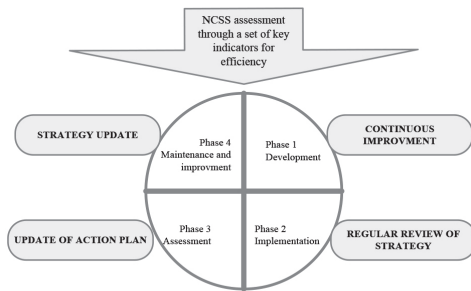 NCSS assessment
through a set of key
indicators for
efficiency
STRATEGY UPDATE
Phase 4
Maintenance and
improvment
Phase 1
Development
CONTINUOUS
IMPROVMENT
UPDATE OF ACTION PLAN
Phase 3
Assessment
Phase 2
Implementation
REGULAR REVIEW OF
STRATEGY